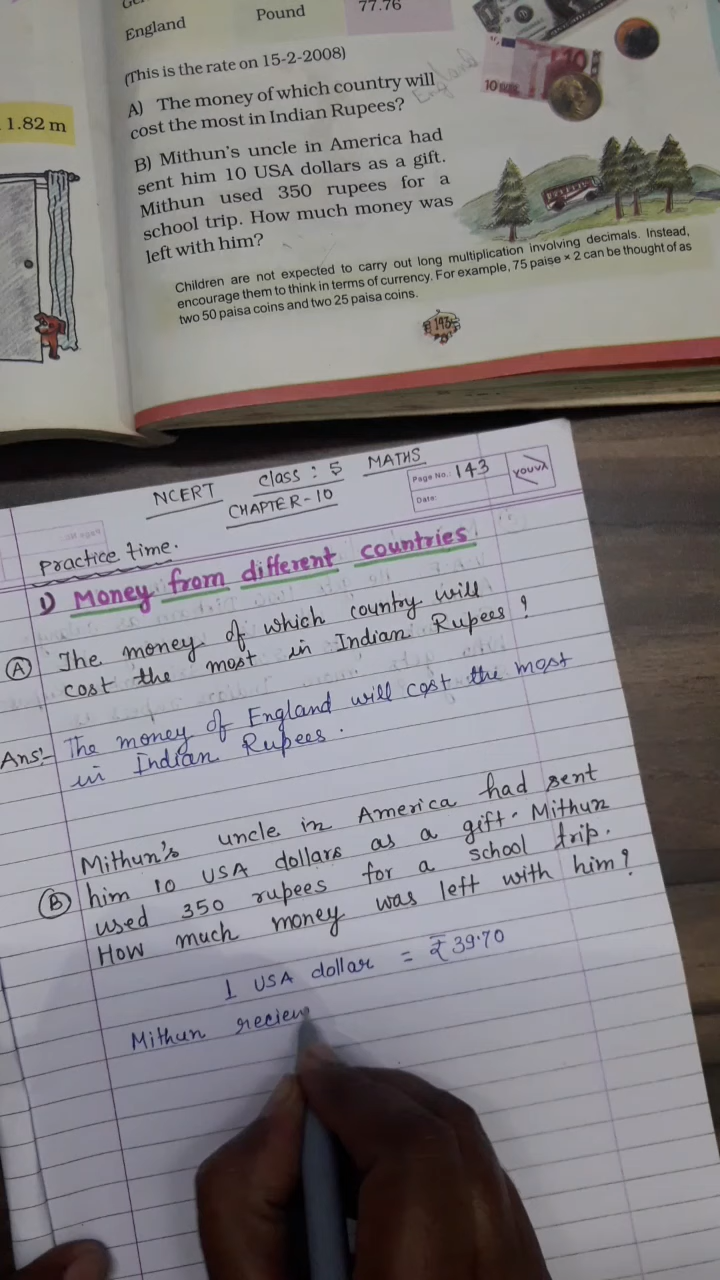 England Pound 77.76
(This is the rate on 15-2-2008)
A) The money of which country will
cost the most in Indian Rupees?
England
B) Mithun's uncle in America had
sent him 10 USA dollars as a gift.
Mithun used 350 rupees for a
school trip. How much money was
left with him?
Children are not expected to carry out long multiplication involving decimals. Instead,
encourage them to think in terms of currency. For example, 75 paise × 2 can be thought of as
two 50 paisa coins and two 25 paisa coins.
1.82 m
10
143
NCERT class : 5 MATHS
CHAPTER-10
Page No.: 143
Date:
YOUVA
Practice time.
1) Money from different countries
A The money of which country will
cost the most in Indian Rupees?
Ans:- The money of England will cost the most
in Indian Rupees.
Mithun's uncle in America had sent
B him 10 USA dollars as a gift. Mithun
used 350 rupees for a school trip.
How much money was left with him?
1 USA dollar = ₹39.70
Mithun reciev